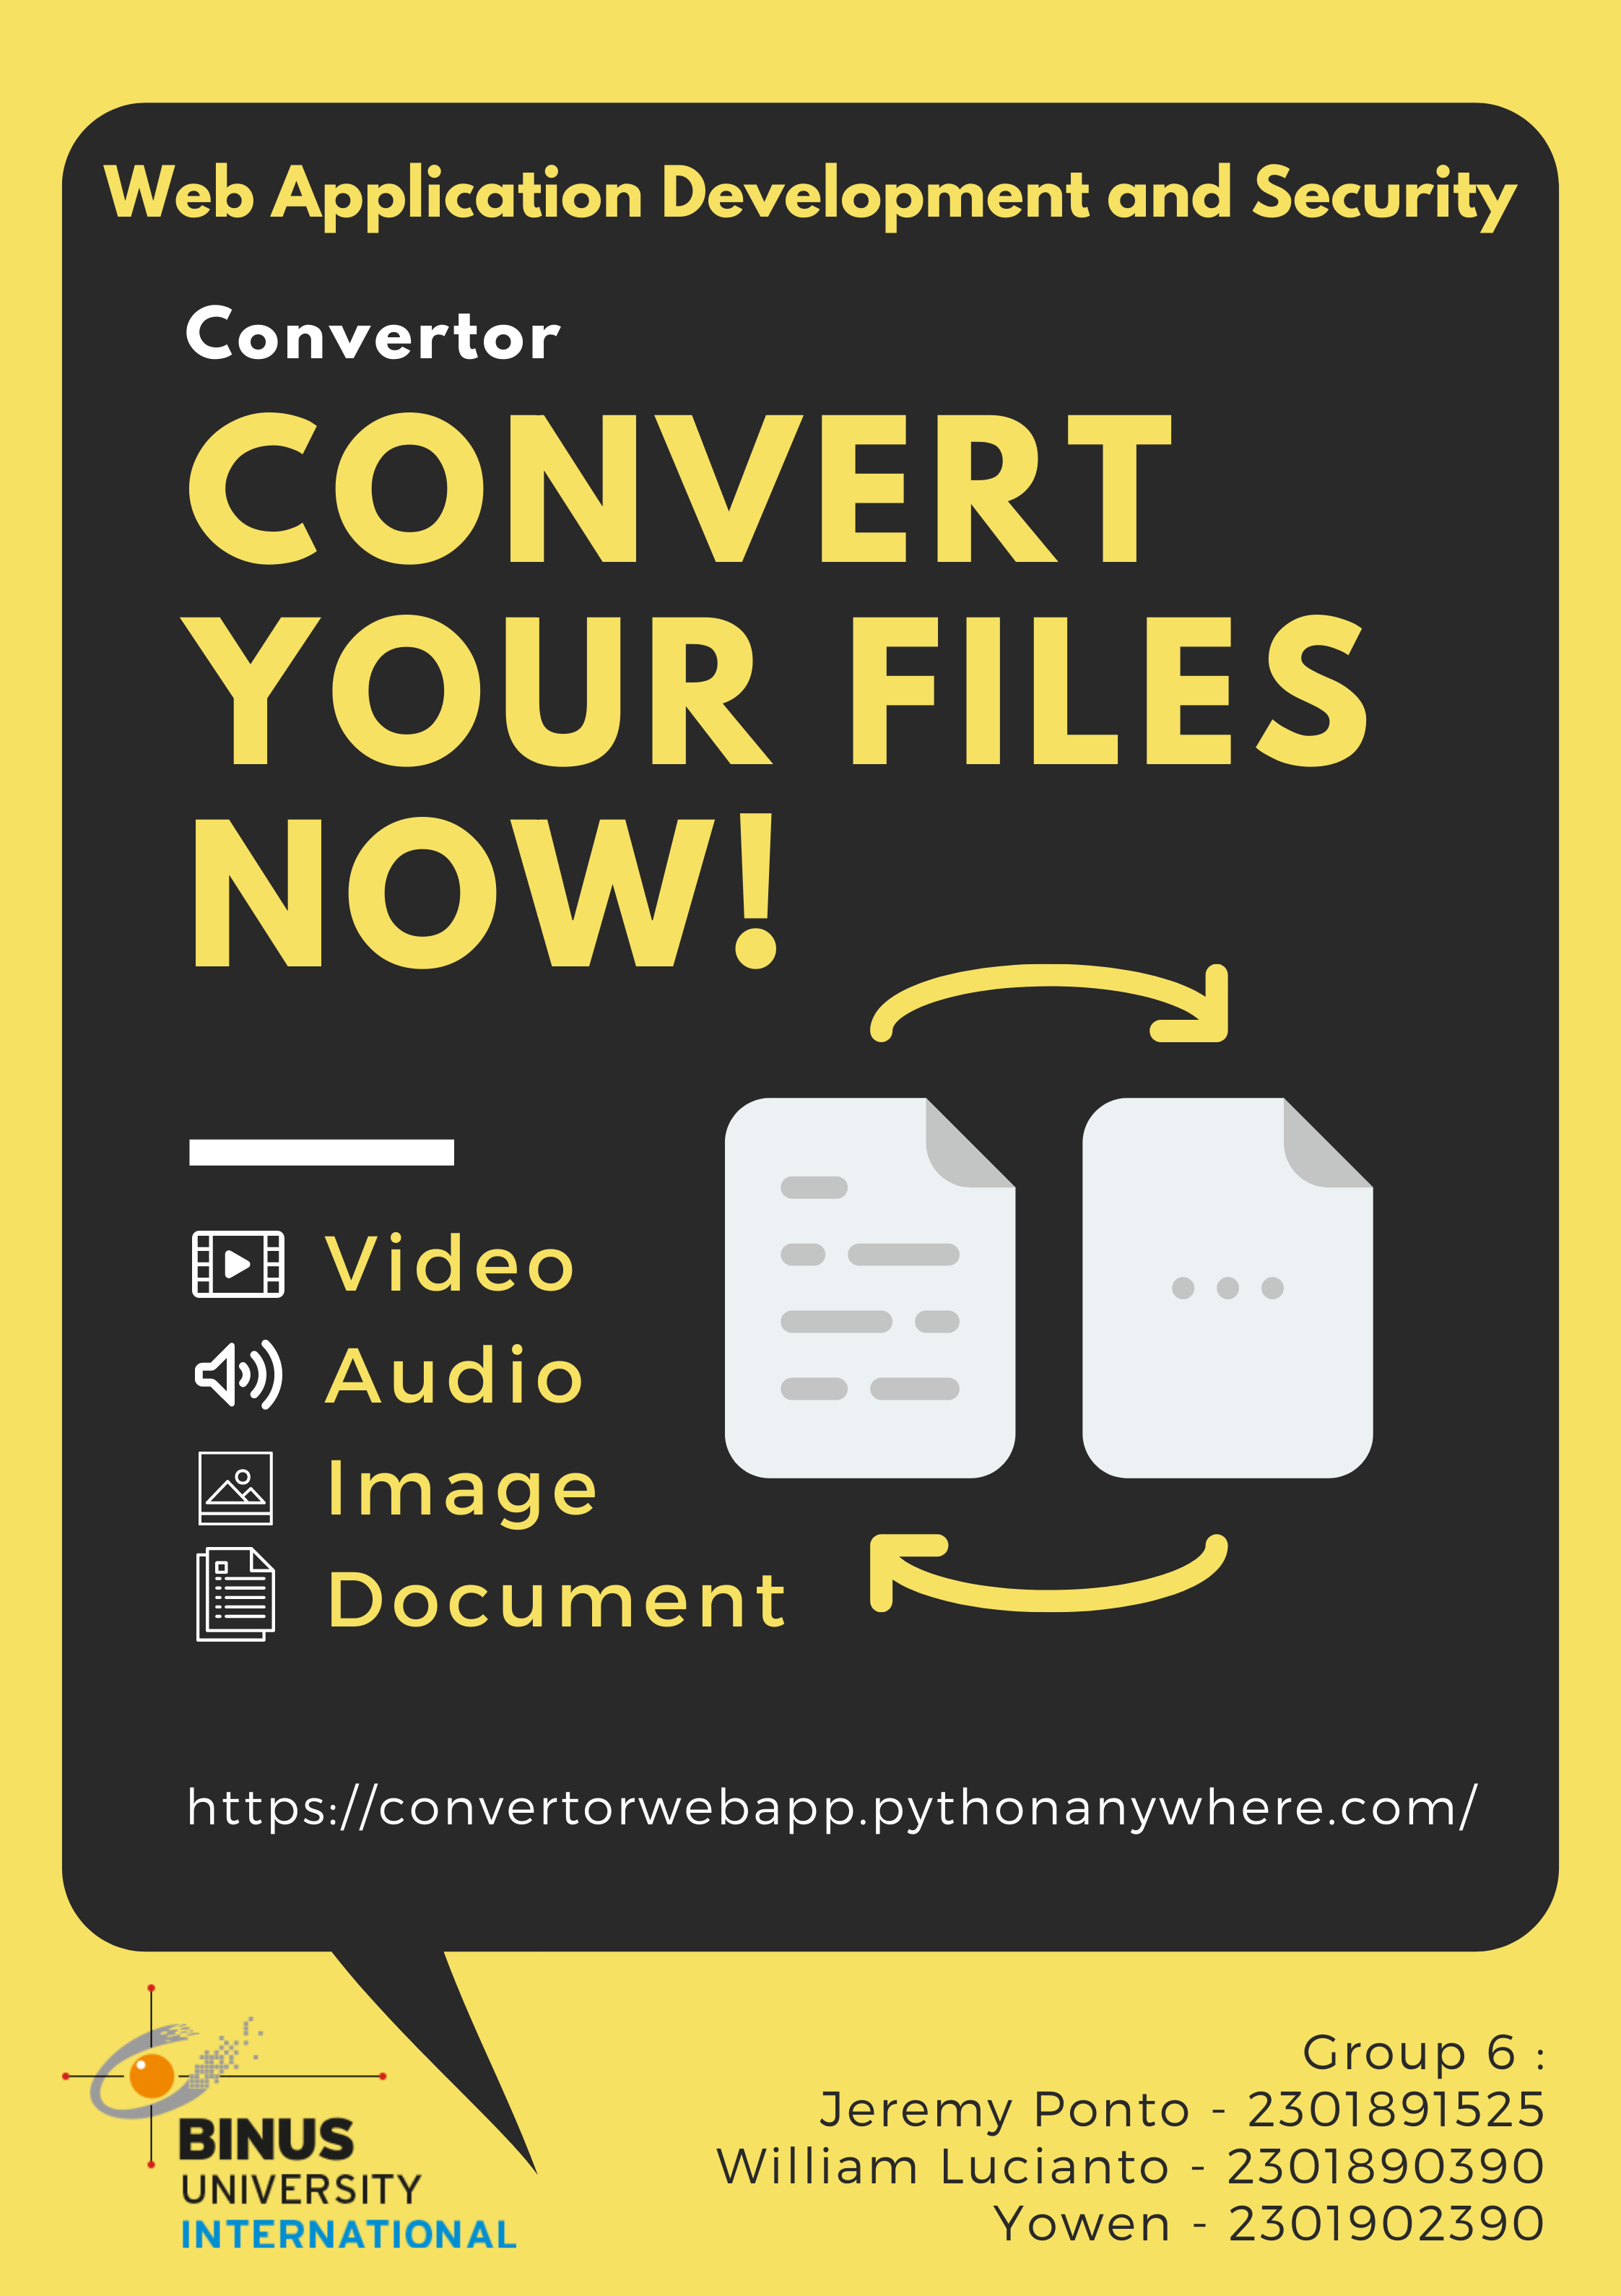 Web Application Development and Security
Convertor
CONVERT
YOUR FILES
NOW!
Video
Audio
Image
Document
https://convertorwebapp.pythonanywhere.com/
BINUS
UNIVERSITY
INTERNATIONAL
Group 6 :
Jeremy Ponto - 2301891525
William Lucianto - 2301890390
Yowen - 2301902390